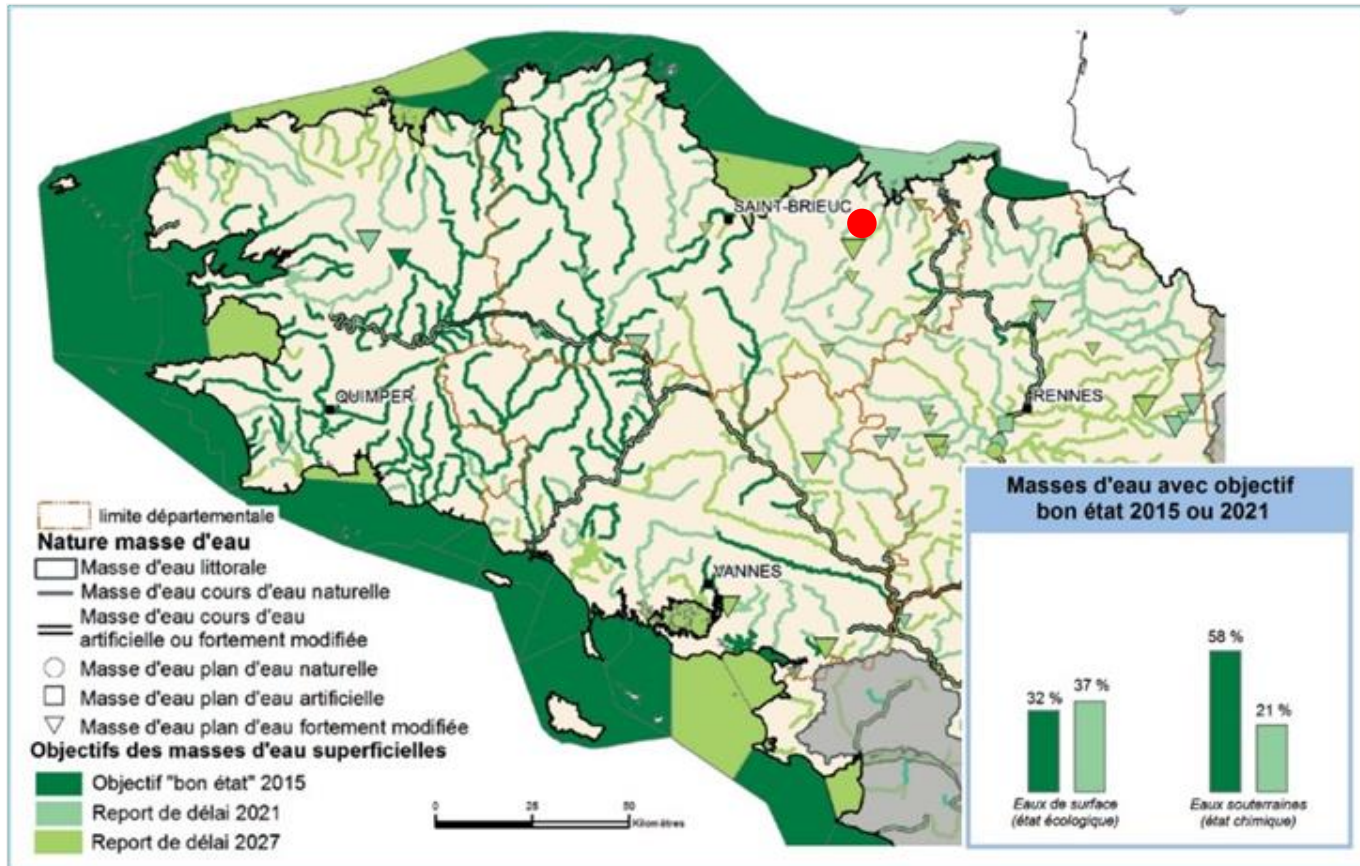 SAINT-BRIEUC
QUIMPER
RENNES
VANNES
limite départementale
Nature masse d'eau
Masse d'eau littorale
Masse d'eau cours d'eau naturelle
Masse d'eau cours d'eau
artificielle ou fortement modifiée
Masse d'eau plan d'eau naturelle
Masse d'eau plan d'eau artificielle
Masse d'eau plan d'eau fortement modifiée
Objectifs des masses d'eau superficielles
Objectif "bon état" 2015
Report de délai 2021
Report de délai 2027
0 25 50
Kilomètres
Masses d'eau avec objectif
bon état 2015 ou 2021
32 % 37 %
58 %
21 %
Eaux de surface
(état écologique)
Eaux souterraines
(état chimique)